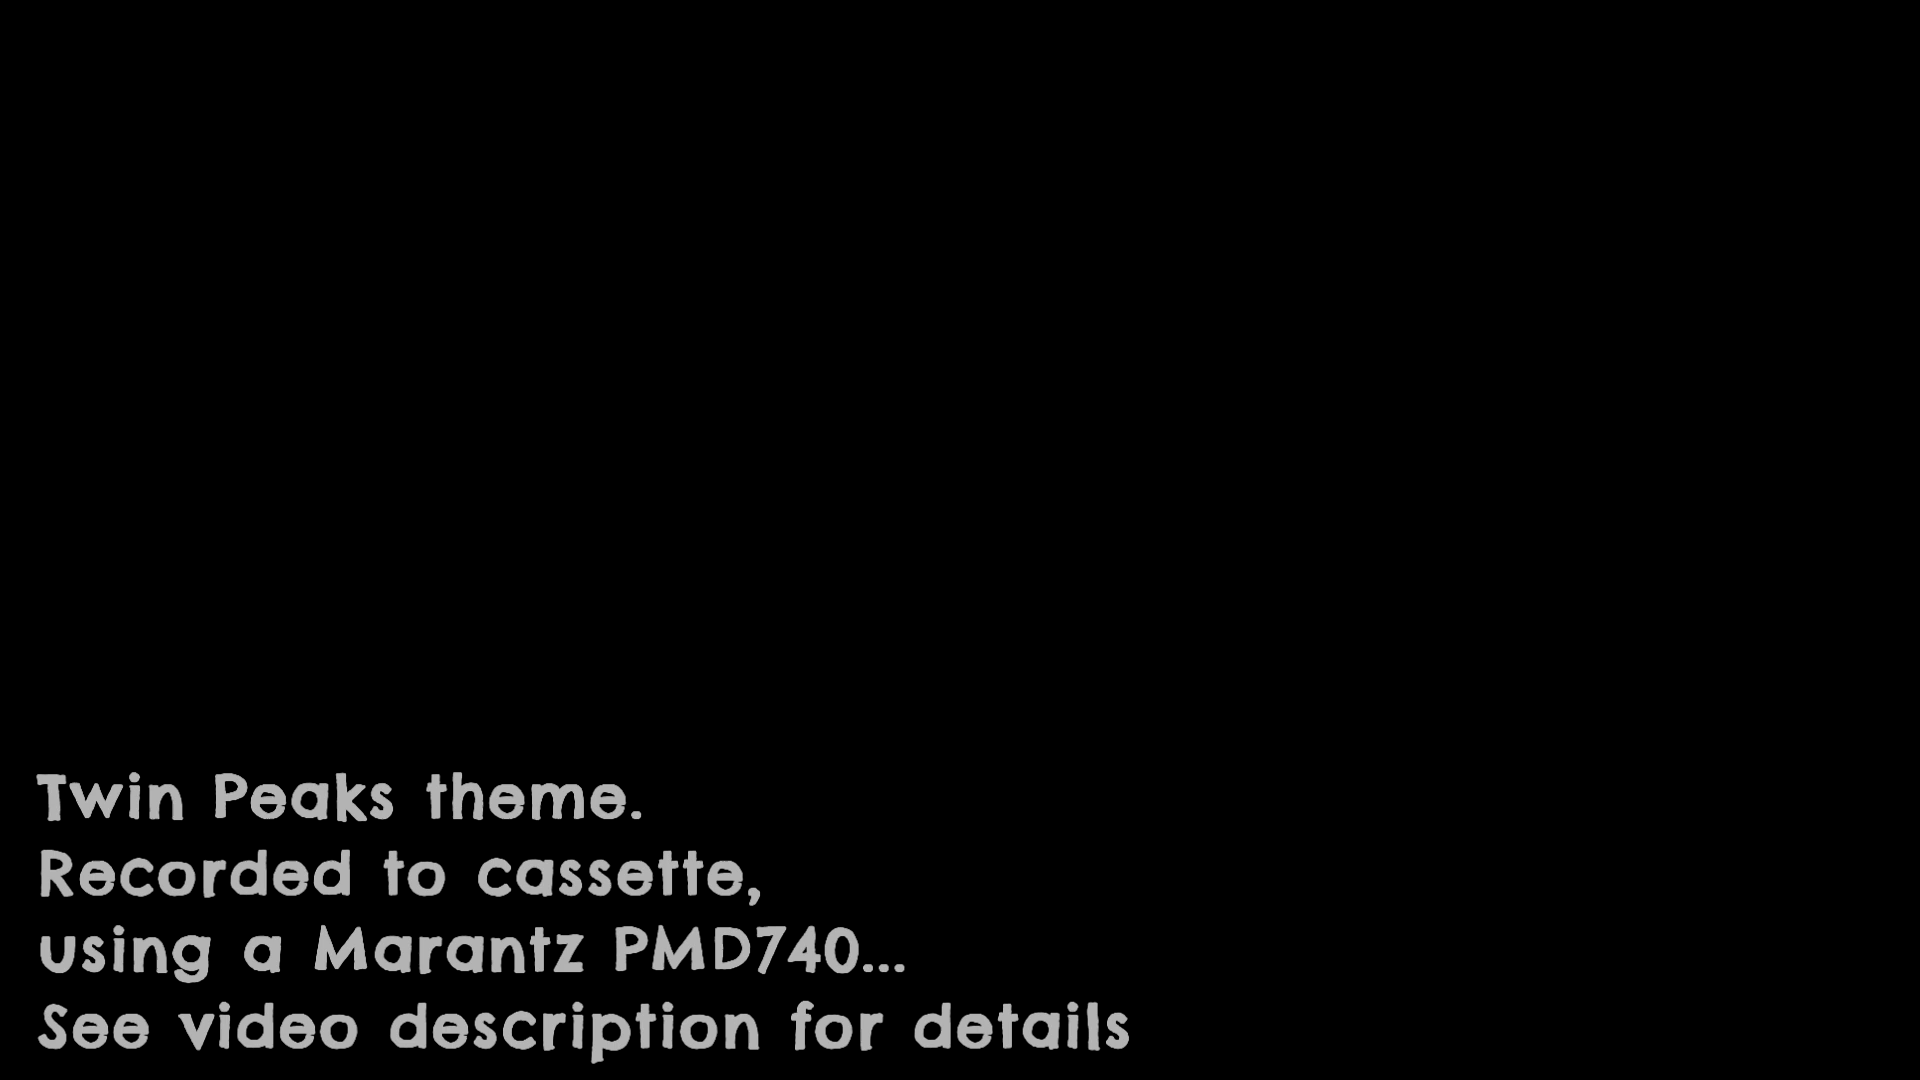 Twin Peaks theme.
Recorded to cassette,
using a Marantz PMD740...
See video description for details